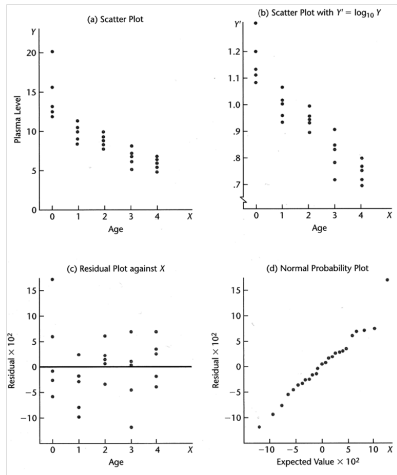 (a) Scatter Plot
Y
20
15
10
5
0
Plasma Level
0 1 2 3 4 X
Age
(b) Scatter Plot with Y' = log₁₀ Y
Y'
1.2
1.1
1.0
.9
.8
.7
0 1 2 3 4 X
Age
(c) Residual Plot against X
15
10
5
0
−5
−10
Residual × 10²
0 1 2 3 4 X
Age
(d) Normal Probability Plot
15
10
5
0
−5
−10
Residual × 10²
−10 −5 0 5 10 X
Expected Value × 10²